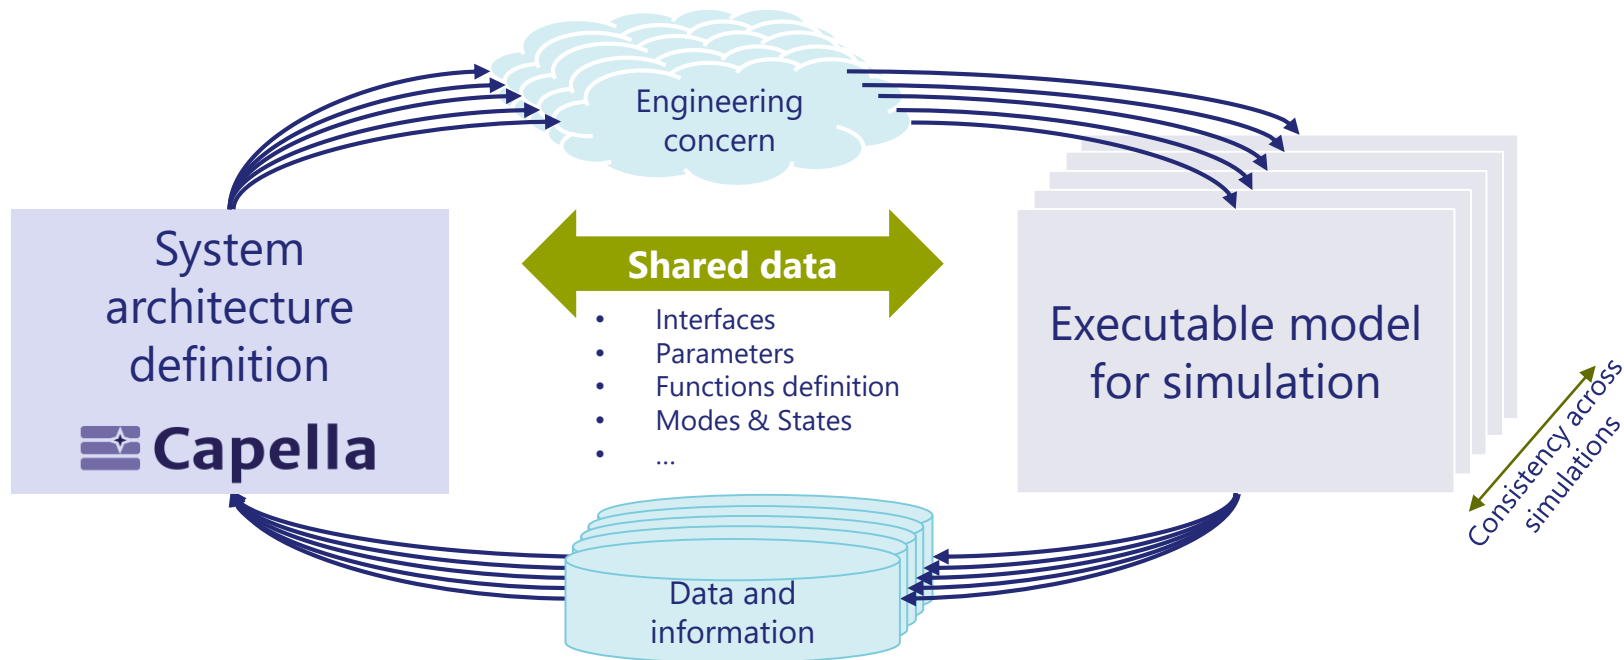 Engineering
concern
System
architecture
definition
Capella
Shared data
• Interfaces
• Parameters
• Functions definition
• Modes & States
• ...
Executable model
for simulation
Consistency across
simulations
Data and
information